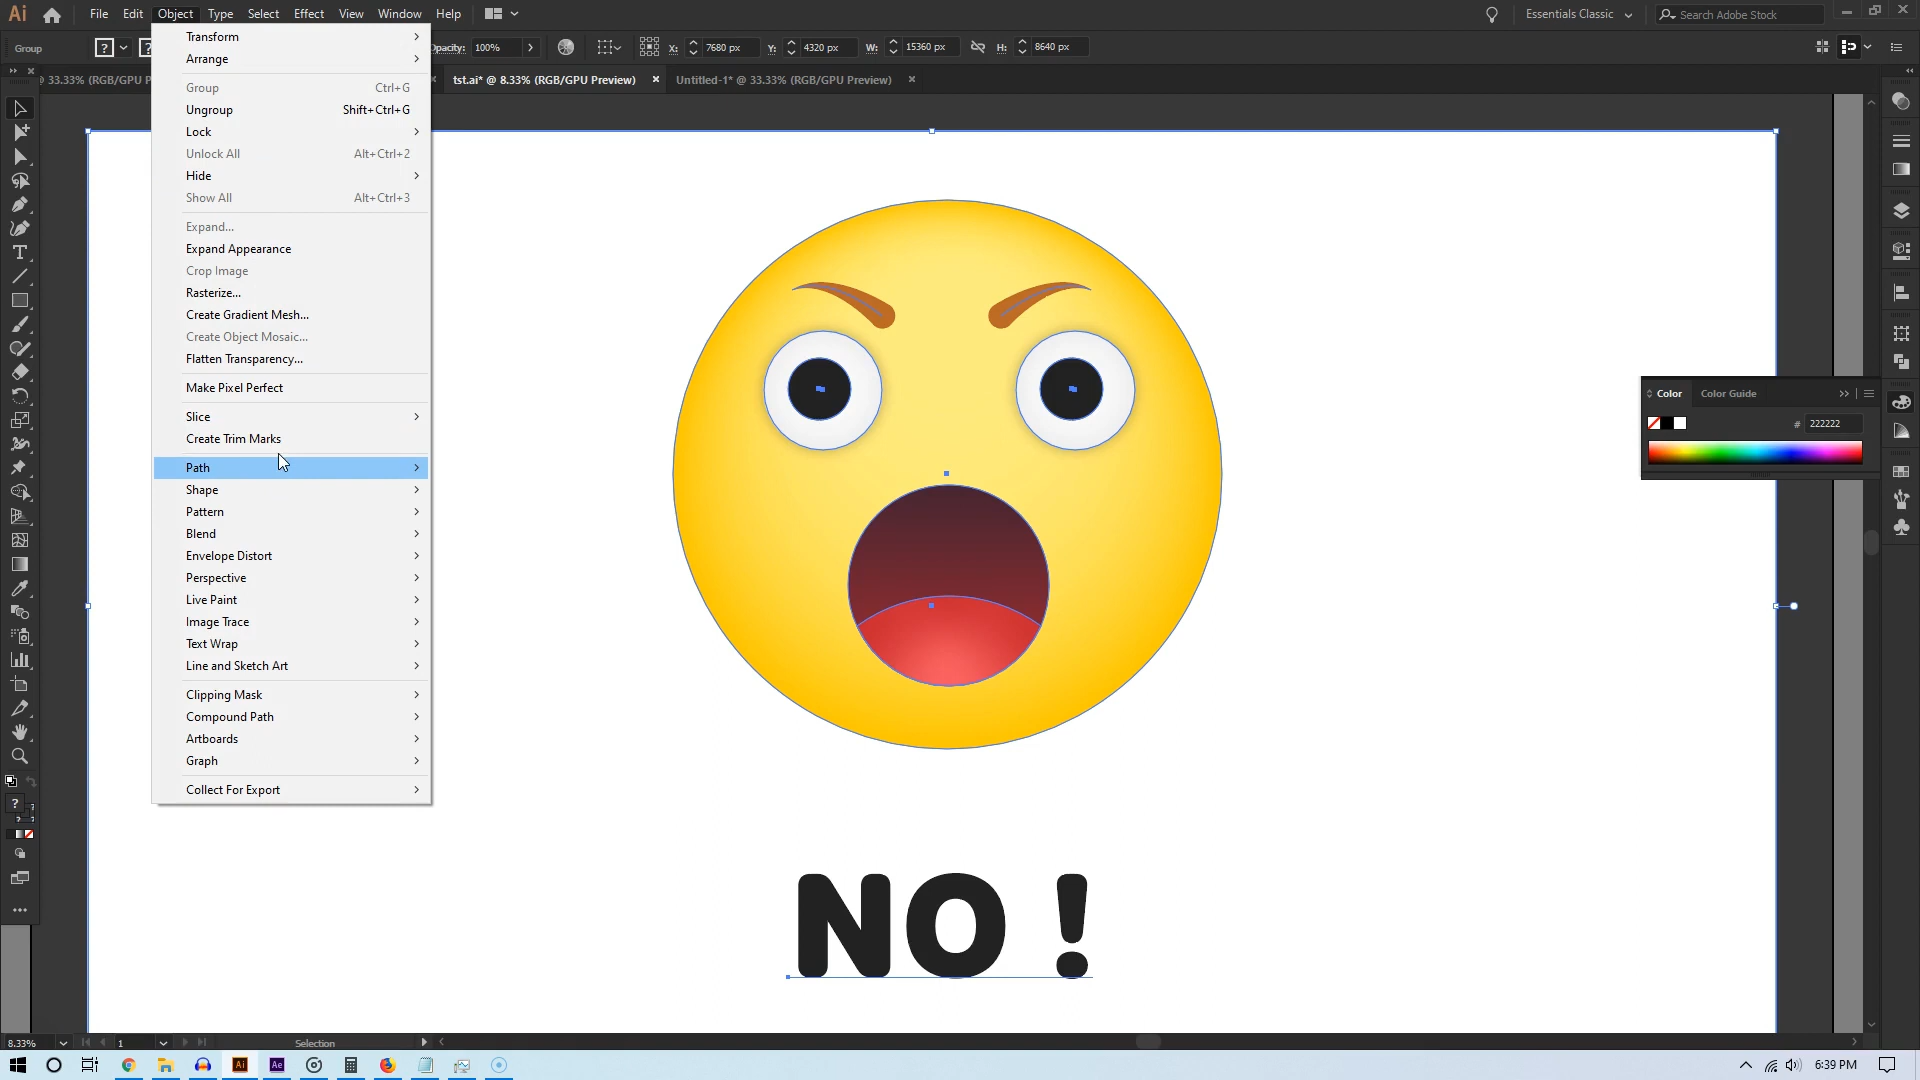 Ai File Edit Object Type Select Effect View Window Help Essentials Classic Search Adobe Stock
Group ? ? Opacity: 100% X: 7680 px Y: 4320 px W: 15360 px H: 8640 px
33.33% (RGB/GPU P tst.ai* @ 8.33% (RGB/GPU Preview) Untitled-1* @ 33.33% (RGB/GPU Preview)
Transform
Arrange
Group Ctrl+G
Ungroup Shift+Ctrl+G
Lock
Unlock All Alt+Ctrl+2
Hide
Show All Alt+Ctrl+3
Expand...
Expand Appearance
Crop Image
Rasterize...
Create Gradient Mesh...
Create Object Mosaic...
Flatten Transparency...
Make Pixel Perfect
Slice
Create Trim Marks
Path
Shape
Pattern
Blend
Envelope Distort
Perspective
Live Paint
Image Trace
Text Wrap
Line and Sketch Art
Clipping Mask
Compound Path
Artboards
Graph
Collect For Export
Color Color Guide
# 222222
NO !
8.33% 1 Selection
Ai Ae 6:39 PM